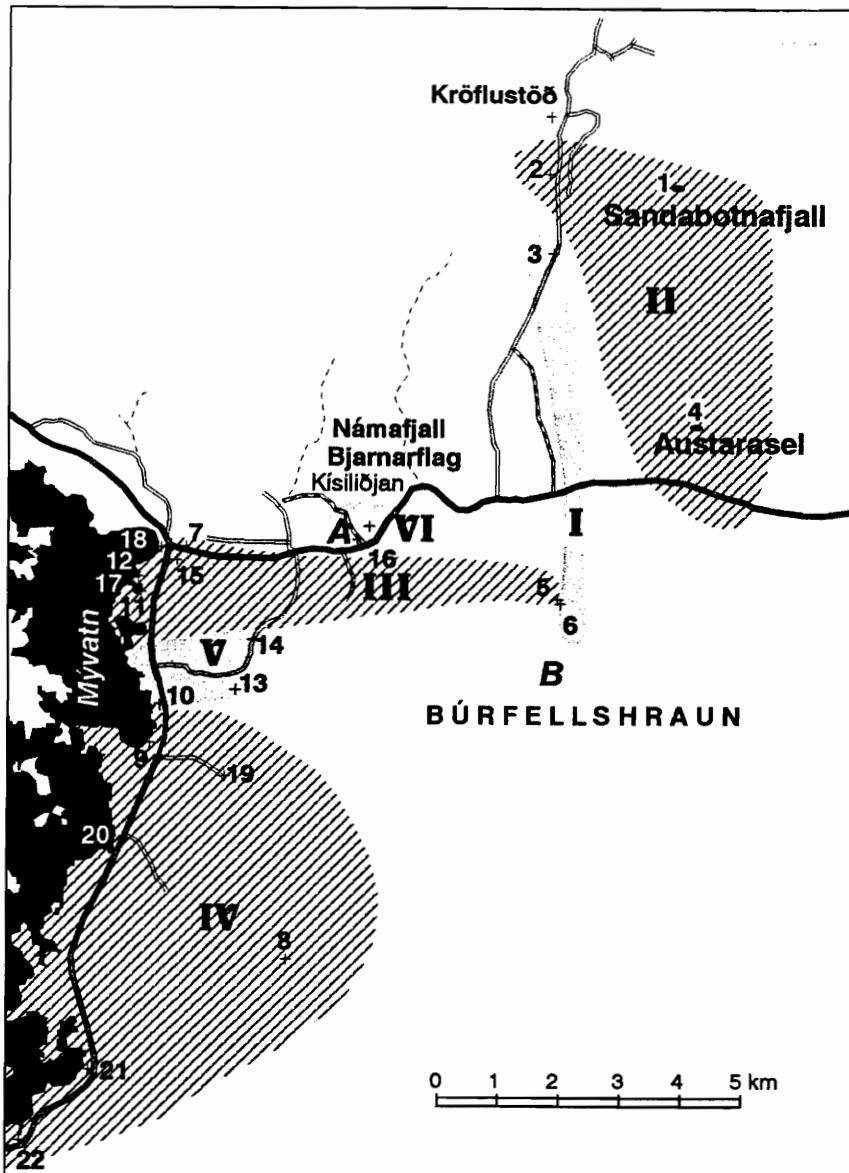 Kröflustöð
2
1
Sandabotnafjall
3
II
4
Austarasel
Námafjall
Bjarnarflag
Kísiliðjan
A
VI
I
18
7
12
15
16
17
III
5
11
6
Mývatn
V
14
B
10
13
BÚRFELLSHRAUN
9
19
20
IV
8
0 1 2 3 4 5 km
21
22